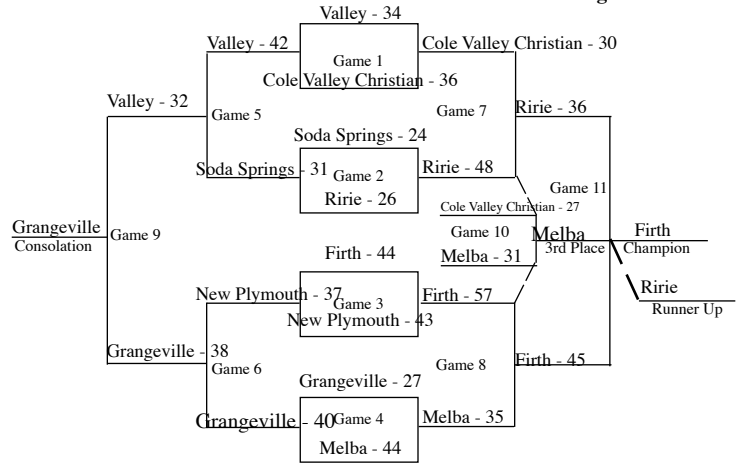 Valley - 34
Valley - 42
Cole Valley Christian - 30
Game 1
Cole Valley Christian - 36
Valley - 32
Game 5
Game 7
Ririe - 36
Soda Springs - 24
Soda Springs - 31
Game 2
Ririe - 48
Ririe - 26
Game 11
Cole Valley Christian - 27
Grangeville
Consolation
Game 9
Game 10
Melba
Firth
3rd Place
Champion
Firth - 44
Melba - 31
Ririe
Runner Up
New Plymouth - 37
Game 3
Firth - 57
New Plymouth - 43
Grangeville - 38
Game 6
Game 8
Firth - 45
Grangeville - 27
Grangeville - 40
Game 4
Melba - 35
Melba - 44